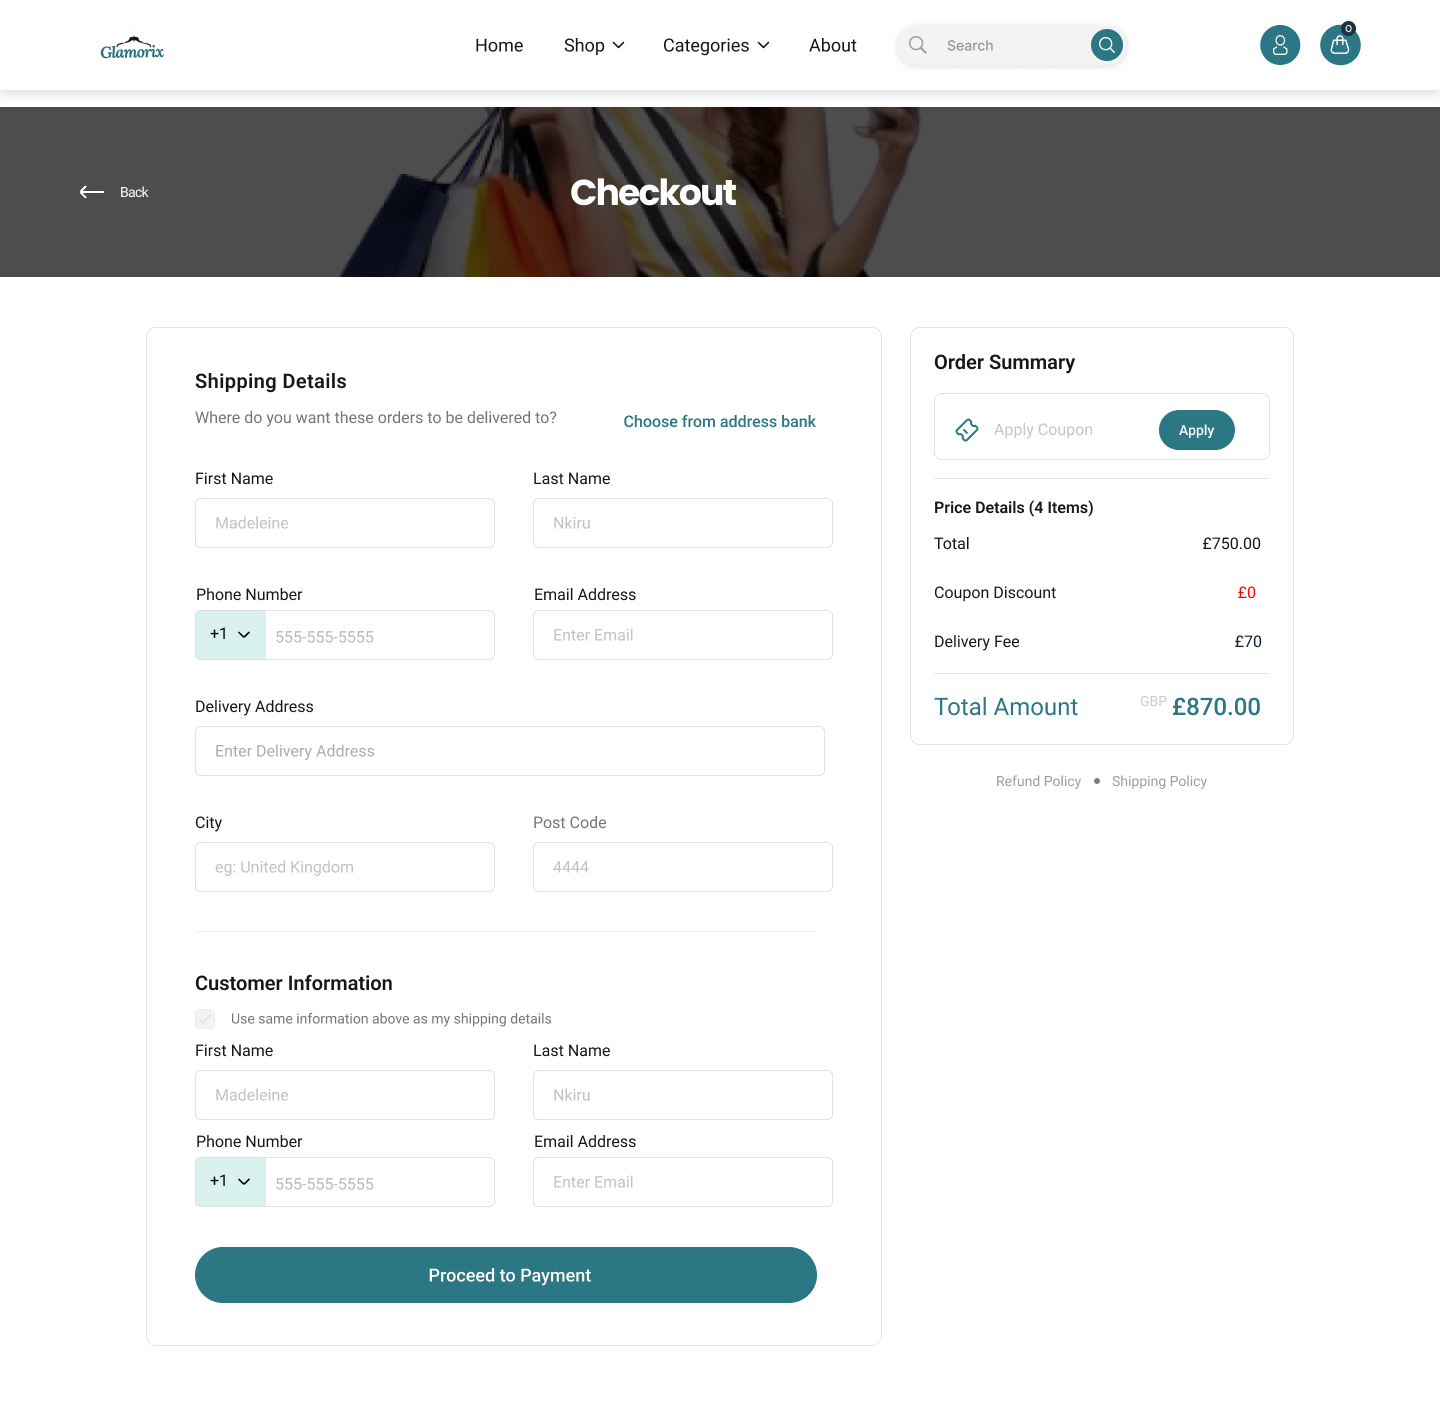 Glamorix
Home
Shop
Categories
About
Search
0
Back
Checkout
Shipping Details
Where do you want these orders to be delivered to?
Choose from address bank
First Name
Last Name
Madeleine
Nkiru
Phone Number
Email Address
+1
555-555-5555
Enter Email
Delivery Address
Enter Delivery Address
City
Post Code
eg: United Kingdom
4444
Customer Information
Use same information above as my shipping details
First Name
Last Name
Madeleine
Nkiru
Phone Number
Email Address
+1
555-555-5555
Enter Email
Proceed to Payment
Order Summary
Apply Coupon
Apply
Price Details (4 Items)
Total £750.00
Coupon Discount £0
Delivery Fee £70
Total Amount GBP £870.00
Refund Policy • Shipping Policy